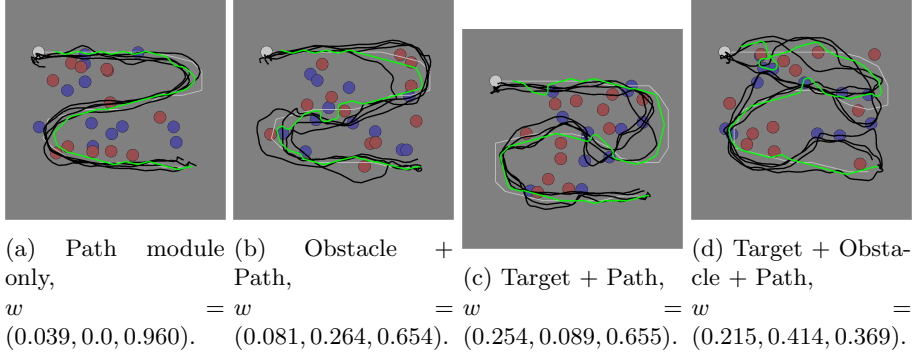 (a) Path module
only,
w =
(0.039, 0.0, 0.960).
(b) Obstacle +
Path,
w =
(0.081, 0.264, 0.654).
(c) Target + Path,
w =
(0.254, 0.089, 0.655).
(d) Target + Obsta-
cle + Path,
w =
(0.215, 0.414, 0.369).